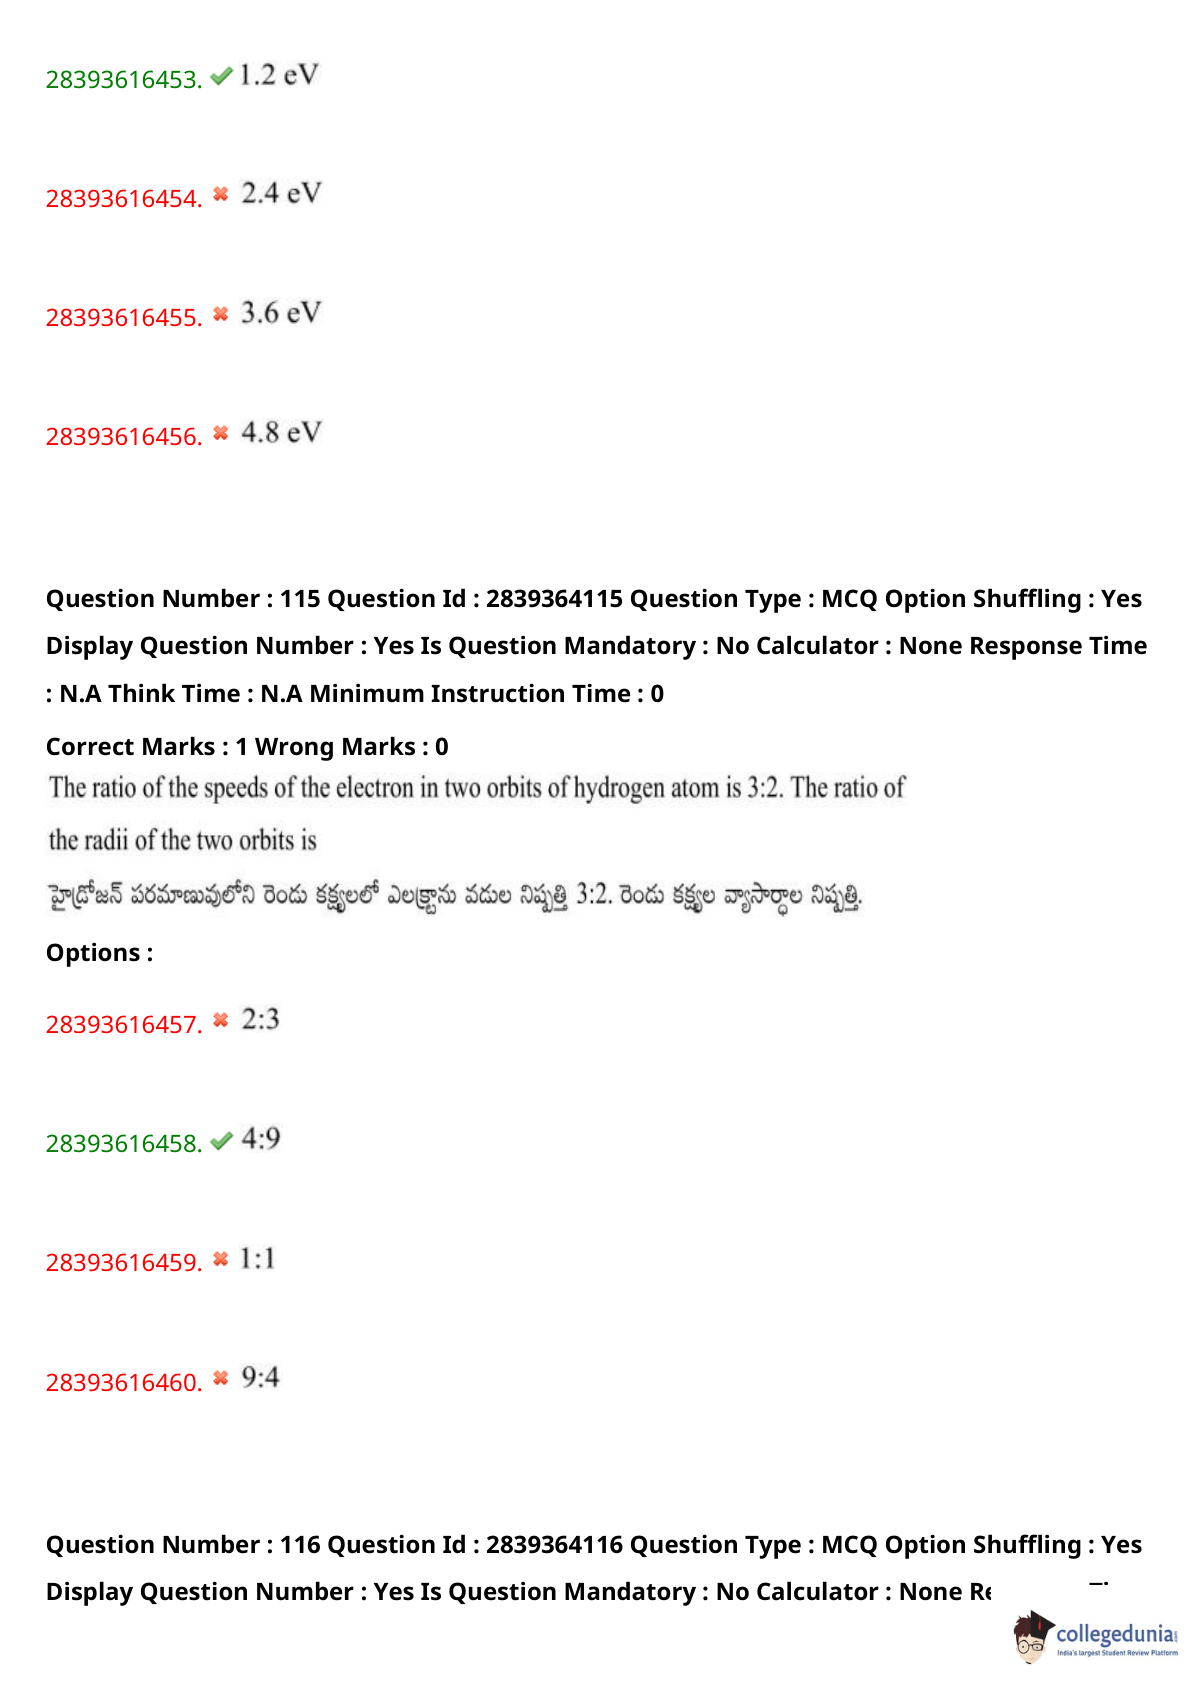 28393616453. 1.2 eV
28393616454. 2.4 eV
28393616455. 3.6 eV
28393616456. 4.8 eV
Question Number : 115 Question Id : 2839364115 Question Type : MCQ Option Shuffling : Yes
Display Question Number : Yes Is Question Mandatory : No Calculator : None Response Time
: N.A Think Time : N.A Minimum Instruction Time : 0
Correct Marks : 1 Wrong Marks : 0
The ratio of the speeds of the electron in two orbits of hydrogen atom is 3:2. The ratio of
the radii of the two orbits is
హైడ్రోజన్ పరమాణువులోని రెండు కక్ష్యలలో ఎలక్ట్రాను వడుల నిష్పత్తి 3:2. రెండు కక్ష్యల వ్యాసార్ధాల నిష్పత్తి.
Options :
28393616457. 2:3
28393616458. 4:9
28393616459. 1:1
28393616460. 9:4
Question Number : 116 Question Id : 2839364116 Question Type : MCQ Option Shuffling : Yes
Display Question Number : Yes Is Question Mandatory : No Calculator : None Re
collegedunia
India's largest Student Review Platform